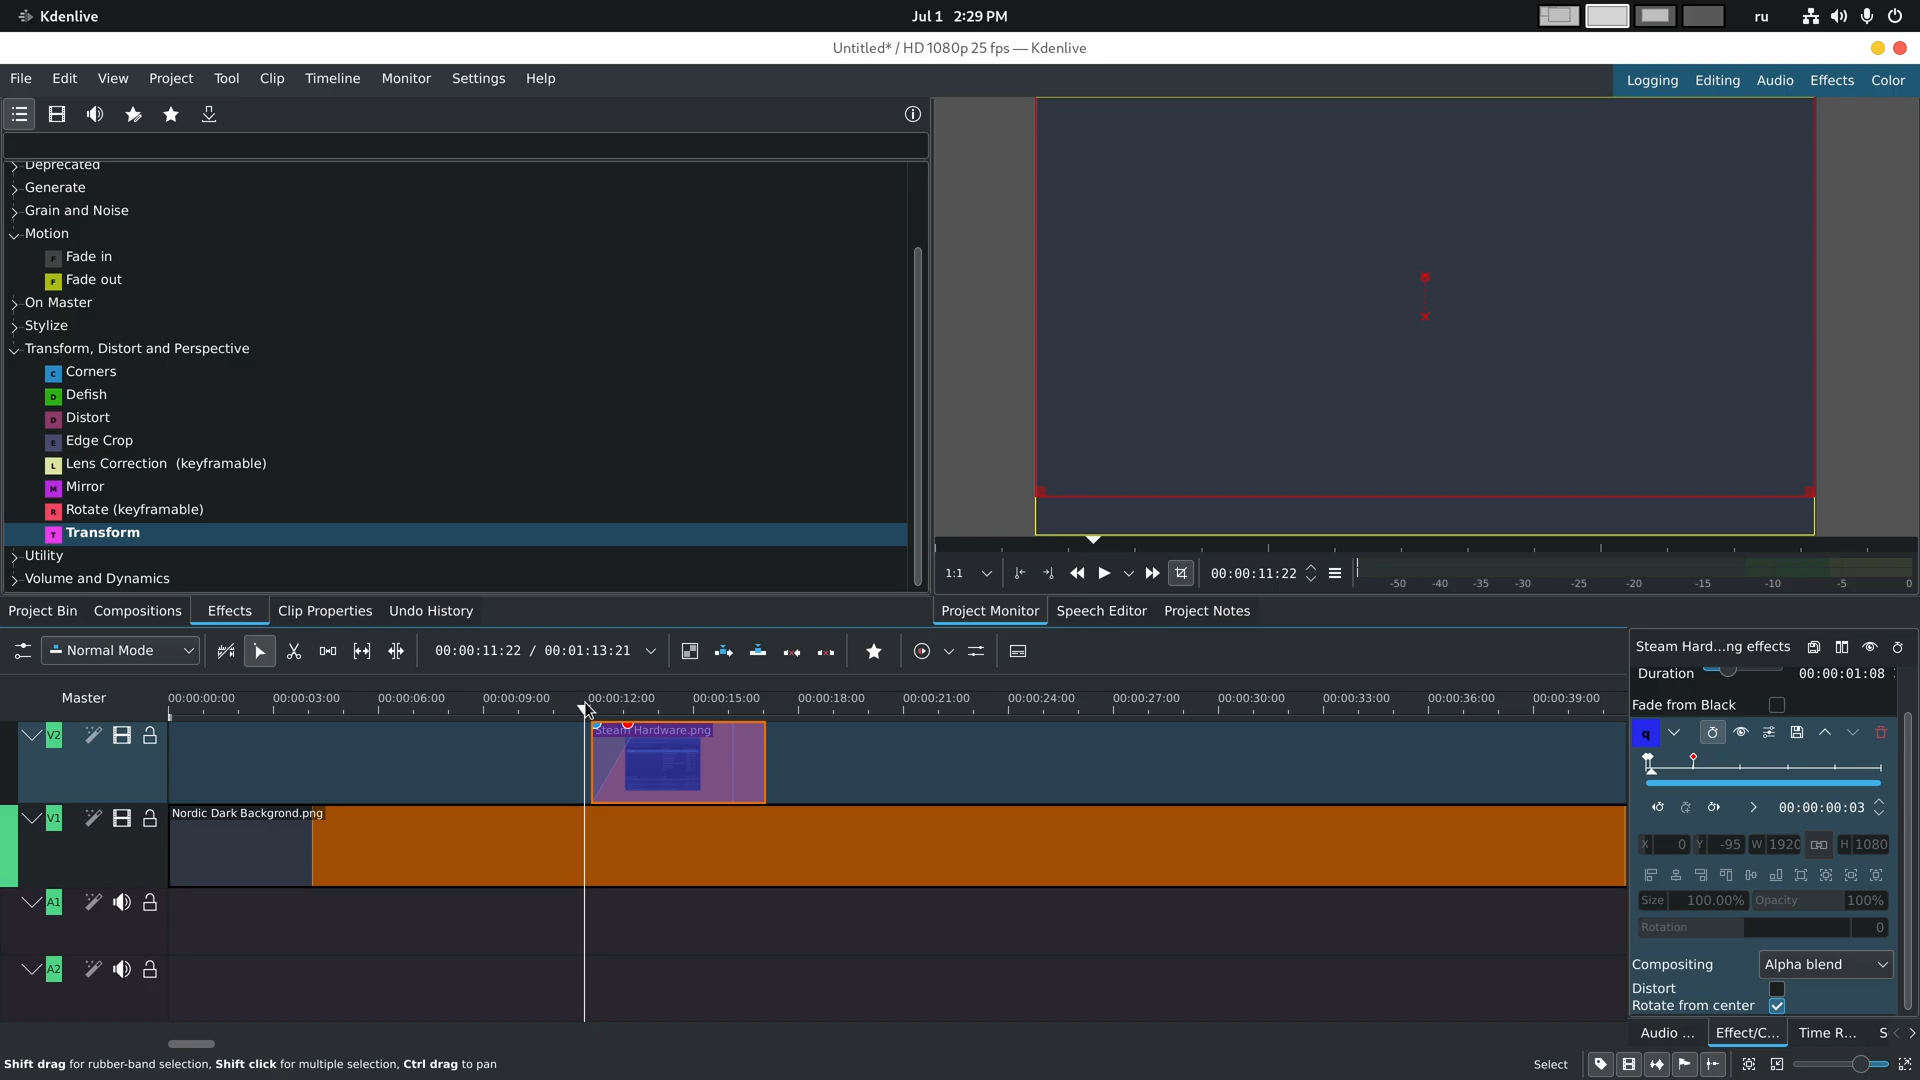 Kdenlive
Jul 1 2:29 PM
ru
Untitled* / HD 1080p 25 fps — Kdenlive
File Edit View Project Tool Clip Timeline Monitor Settings Help
Logging Editing Audio Effects Color
Deprecated
Generate
Grain and Noise
Motion
Fade in
Fade out
On Master
Stylize
Transform, Distort and Perspective
Corners
Defish
Distort
Edge Crop
Lens Correction (keyframable)
Mirror
Rotate (keyframable)
Transform
Utility
Volume and Dynamics
1:1
00:00:11:22
-50 -40 -35 -30 -25 -20 -15 -10 -5 0
Project Bin Compositions Effects Clip Properties Undo History
Project Monitor Speech Editor Project Notes
Normal Mode
00:00:11:22 / 00:01:13:21
Master
00:00:00:00 00:00:03:00 00:00:06:00 00:00:09:00 00:00:12:00 00:00:15:00 00:00:18:00 00:00:21:00 00:00:24:00 00:00:27:00 00:00:30:00 00:00:33:00 00:00:36:00 00:00:39:00
V2
Steam Hardware.png
V1
Nordic Dark Backgrond.png
A1
A2
Steam Hard...ng effects
Duration 00:00:01:08
Fade from Black
q
00:00:00:03
X 0 Y -95 W 1920 H 1080
Size 100.00% Opacity 100%
Rotation 0
Compositing Alpha blend
Distort
Rotate from center
Audio ... Effect/C... Time R... S
Shift drag for rubber-band selection, Shift click for multiple selection, Ctrl drag to pan
Select